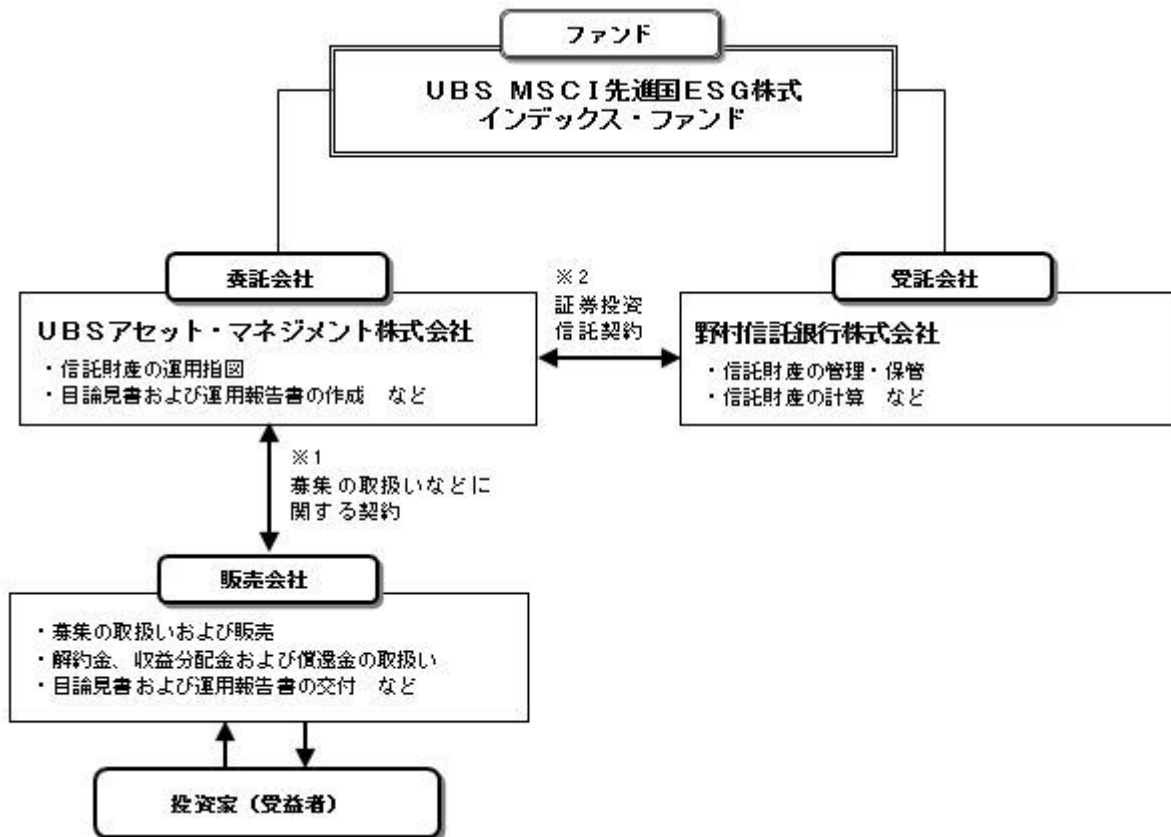 ファンド
UBS MSCI先進国ESG株式
インデックス・ファンド
委託会社
UBSアセット・マネジメント株式会社
・信託財産の運用指図
・目論見書および運用報告書の作成 など
※2
証券投資
信託契約
受託会社
野村信託銀行株式会社
・信託財産の管理・保管
・信託財産の計算 など
※1
募集の取扱いなどに
関する契約
販売会社
・募集の取扱いおよび販売
・解約金、収益分配金および償還金の取扱い
・目論見書および運用報告書の交付 など
投資家(受益者)